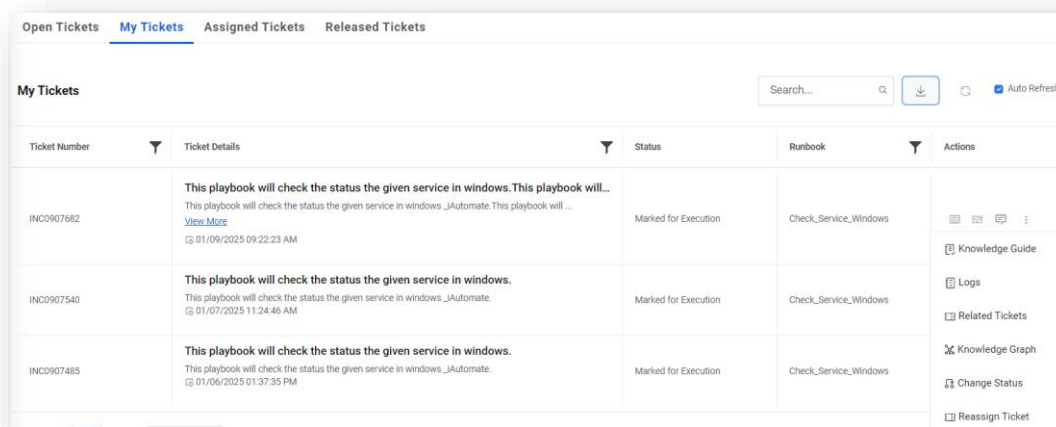 Open Tickets My Tickets Assigned Tickets Released Tickets
My Tickets
Search...
Auto Refresh
Ticket Number Ticket Details Status Runbook Actions
This playbook will check the status the given service in windows.This playbook will...
This playbook will check the status the given service in windows _iAutomate.This playbook will ...
INC0907682 Marked for Execution Check_Service_Windows
View More
01/09/2025 09:22:23 AM
Knowledge Guide
This playbook will check the status the given service in windows.
Logs
This playbook will check the status the given service in windows _iAutomate.
INC0907540 Marked for Execution Check_Service_Windows
01/07/2025 11:24:46 AM
Related Tickets
This playbook will check the status the given service in windows.
Knowledge Graph
This playbook will check the status the given service in windows _iAutomate.
INC0907485 Marked for Execution Check_Service_Windows
01/06/2025 01:37:35 PM
Change Status
Reassign Ticket